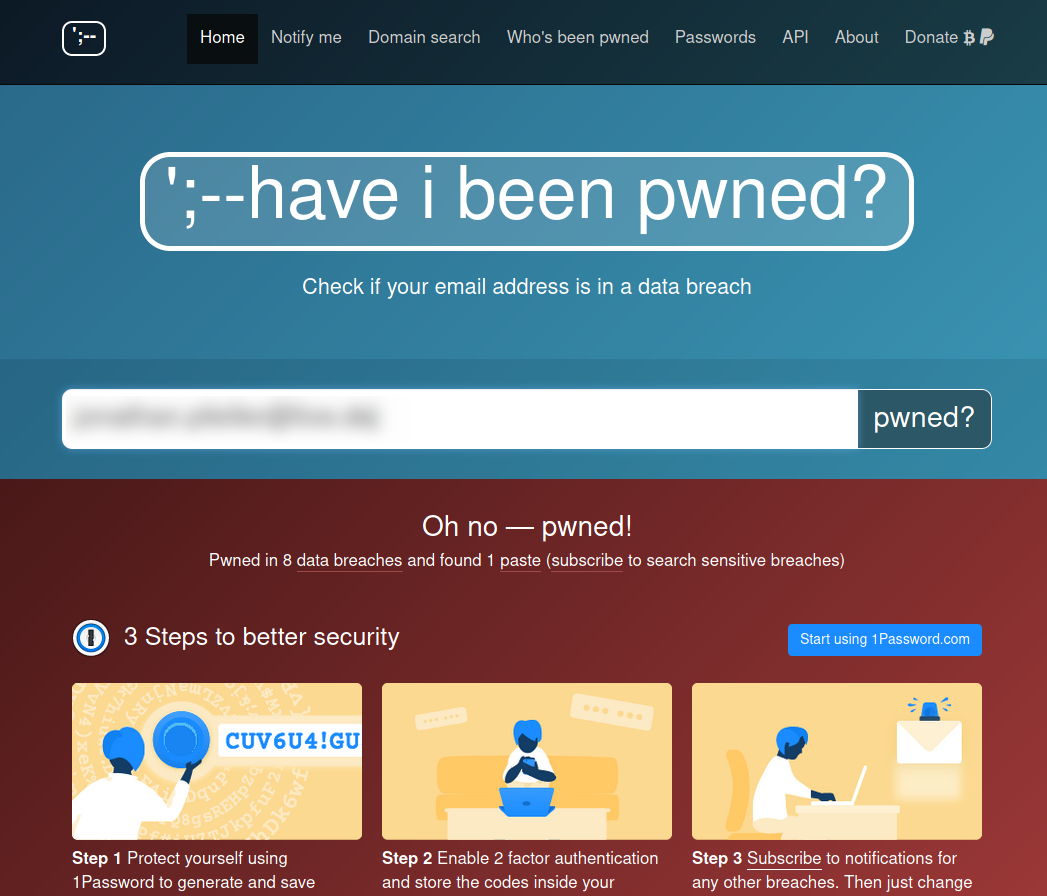 ';--
Home Notify me Domain search Who's been pwned Passwords API About Donate
';--have i been pwned?
Check if your email address is in a data breach
pwned?
Oh no — pwned!
Pwned in 8 data breaches and found 1 paste (subscribe to search sensitive breaches)
3 Steps to better security
Start using 1Password.com
CUV6U4!GU
Step 1 Protect yourself using
1Password to generate and save
Step 2 Enable 2 factor authentication
and store the codes inside your
Step 3 Subscribe to notifications for
any other breaches. Then just change